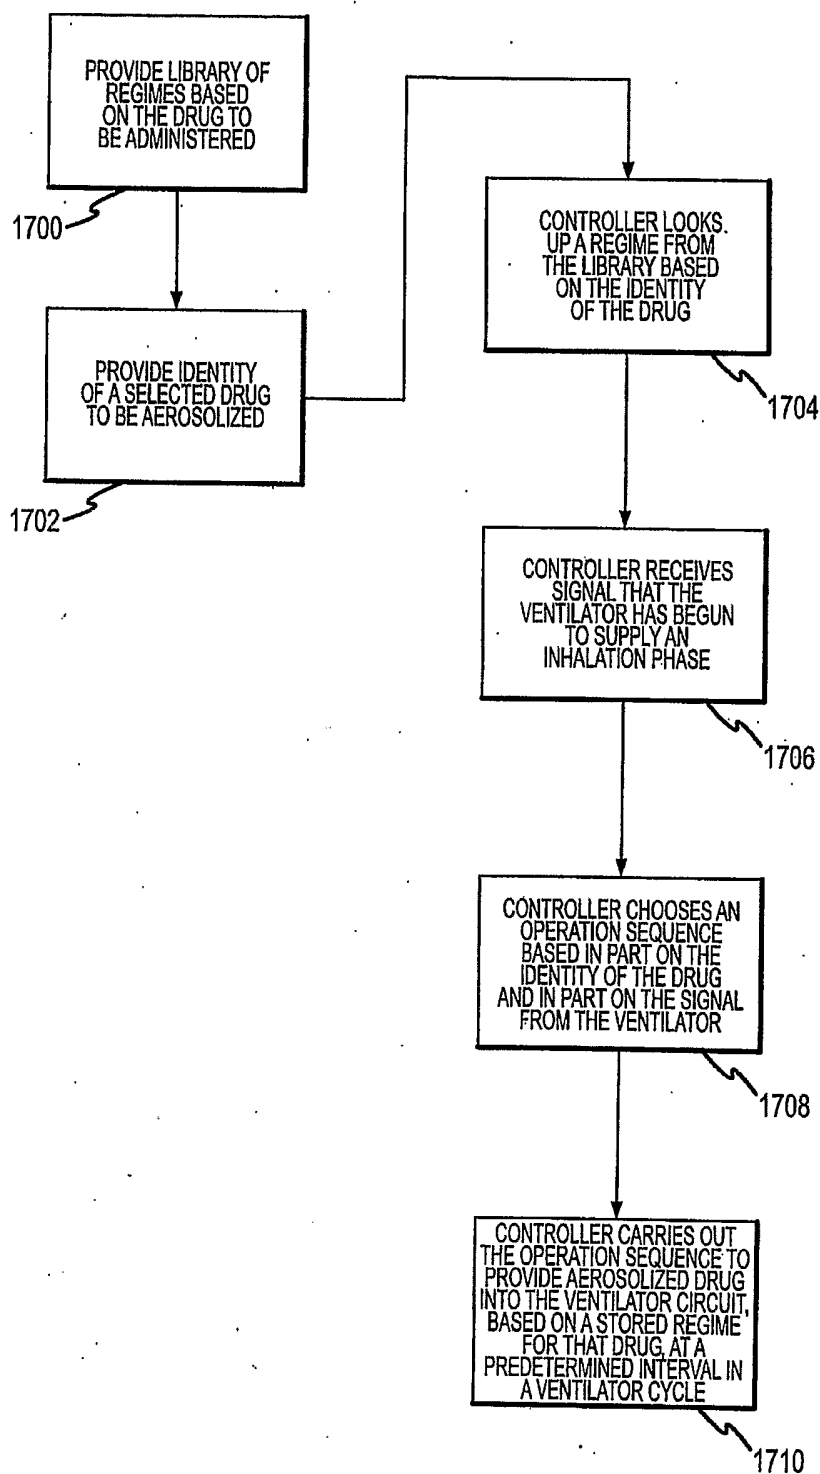 PROVIDE LIBRARY OF
REGIMES BASED
ON THE DRUG TO
BE ADMINISTERED
1700
PROVIDE IDENTITY
OF A SELECTED DRUG
TO BE AEROSOLIZED
1702
CONTROLLER LOOKS
UP A REGIME FROM
THE LIBRARY BASED
ON THE IDENTITY
OF THE DRUG
1704
CONTROLLER RECEIVES
SIGNAL THAT THE
VENTILATOR HAS BEGUN
TO SUPPLY AN
INHALATION PHASE
1706
CONTROLLER CHOOSES AN
OPERATION SEQUENCE
BASED IN PART ON THE
IDENTITY OF THE DRUG
AND IN PART ON THE SIGNAL
FROM THE VENTILATOR
1708
CONTROLLER CARRIES OUT
THE OPERATION SEQUENCE TO
PROVIDE AEROSOLIZED DRUG
INTO THE VENTILATOR CIRCUIT,
BASED ON A STORED REGIME
FOR THAT DRUG, AT A
PREDETERMINED INTERVAL IN
A VENTILATOR CYCLE
1710